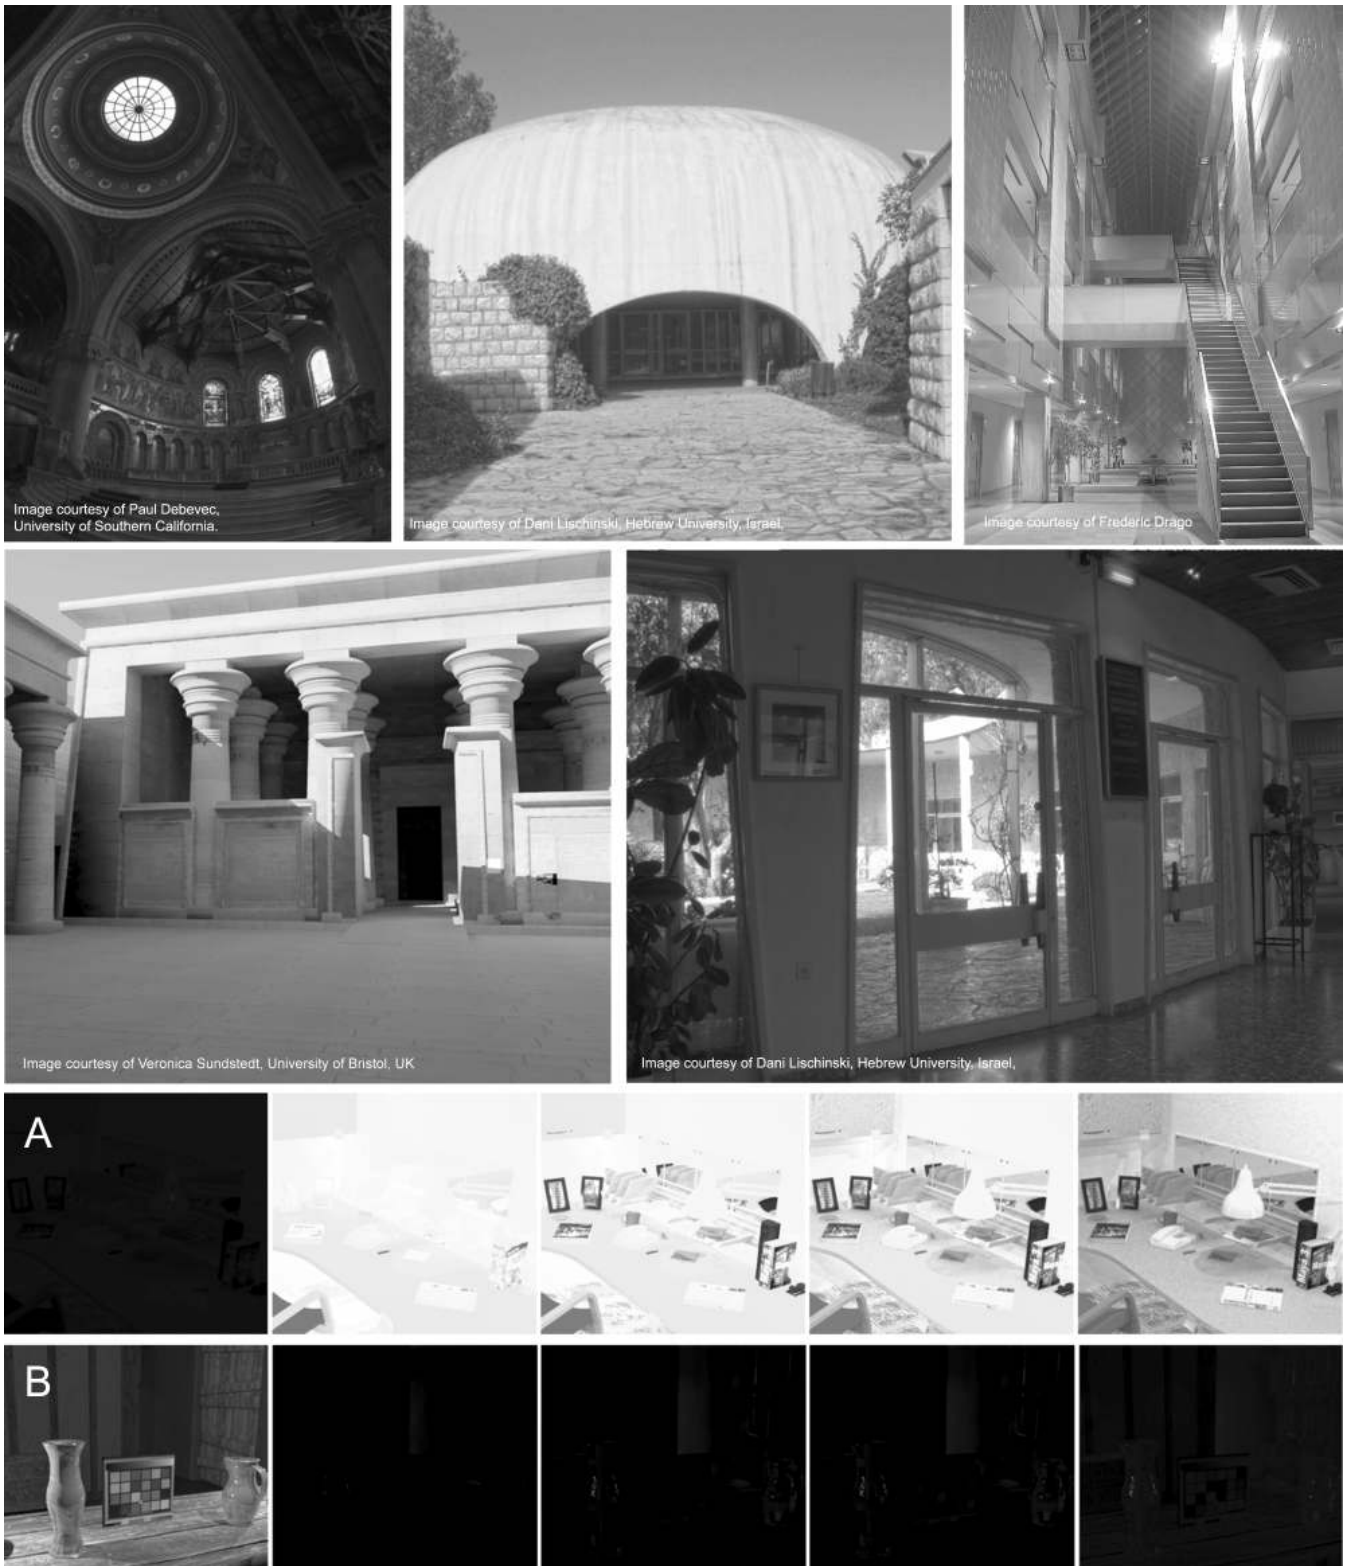 Image courtesy of Paul Debevec,
University of Southern California.
Image courtesy of Dani Lischinski, Hebrew University, Israel,
Image courtesy of Frederic Drago
Image courtesy of Veronica Sundstedt, University of Bristol, UK
Image courtesy of Dani Lischinski, Hebrew University, Israel,
A
B